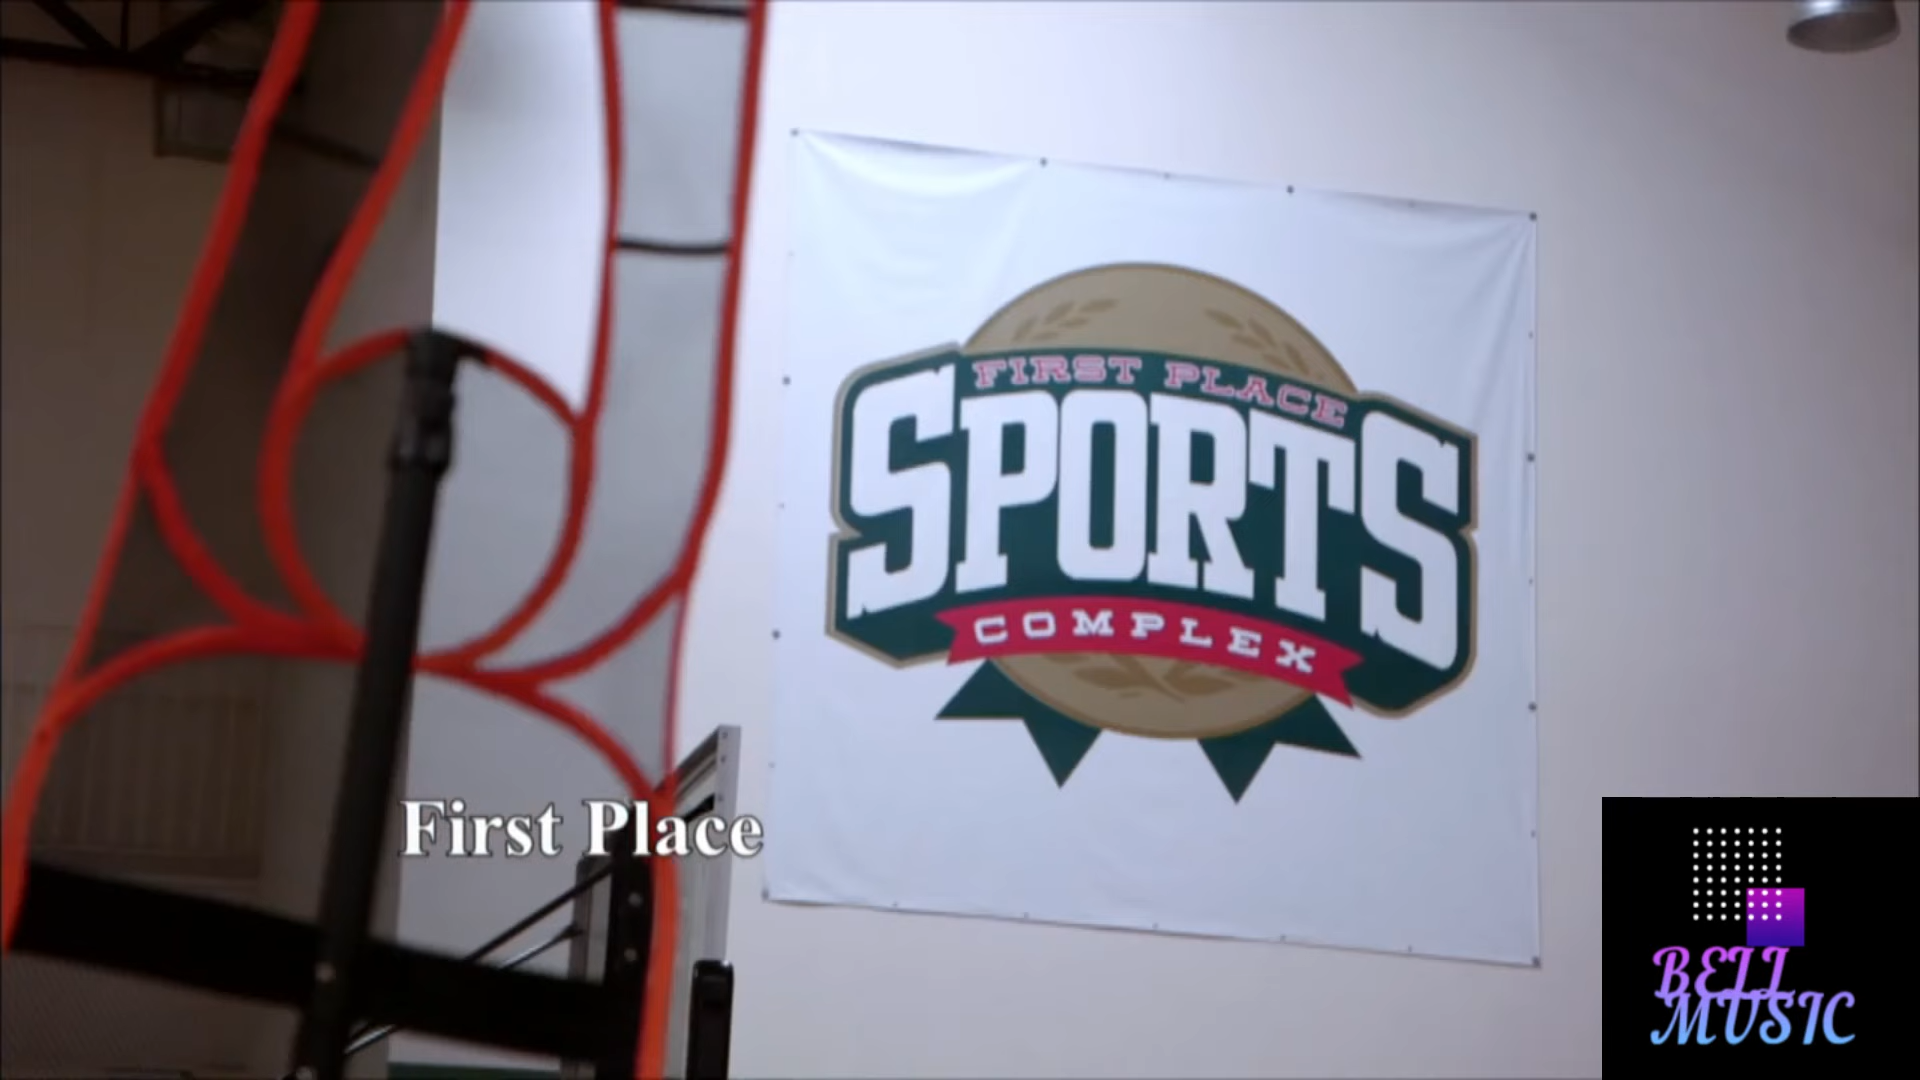 FIRST PLACE
SPORTS
COMPLEX
First Place
BELL
MUSIC